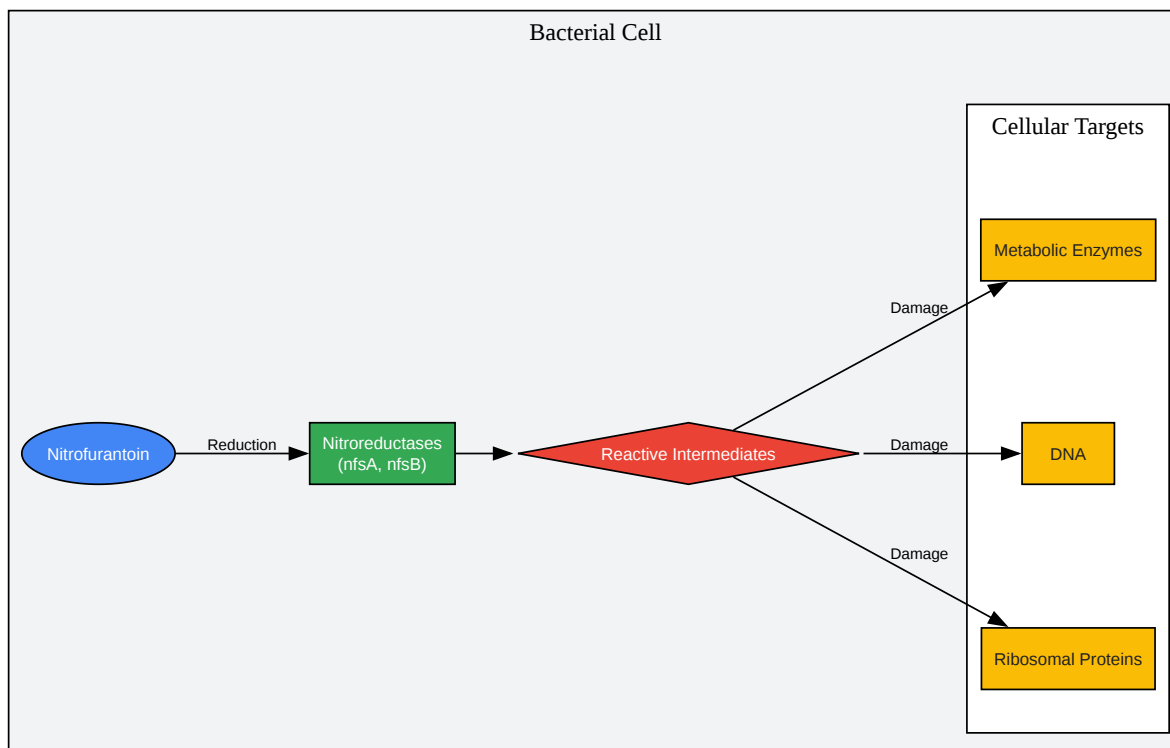 Bacterial Cell
Cellular Targets
Metabolic Enzymes
Damage
Nitrofurantoin
Reduction
Nitroreductases
(nfsA, nfsB)
Reactive Intermediates
Damage
DNA
Damage
Ribosomal Proteins